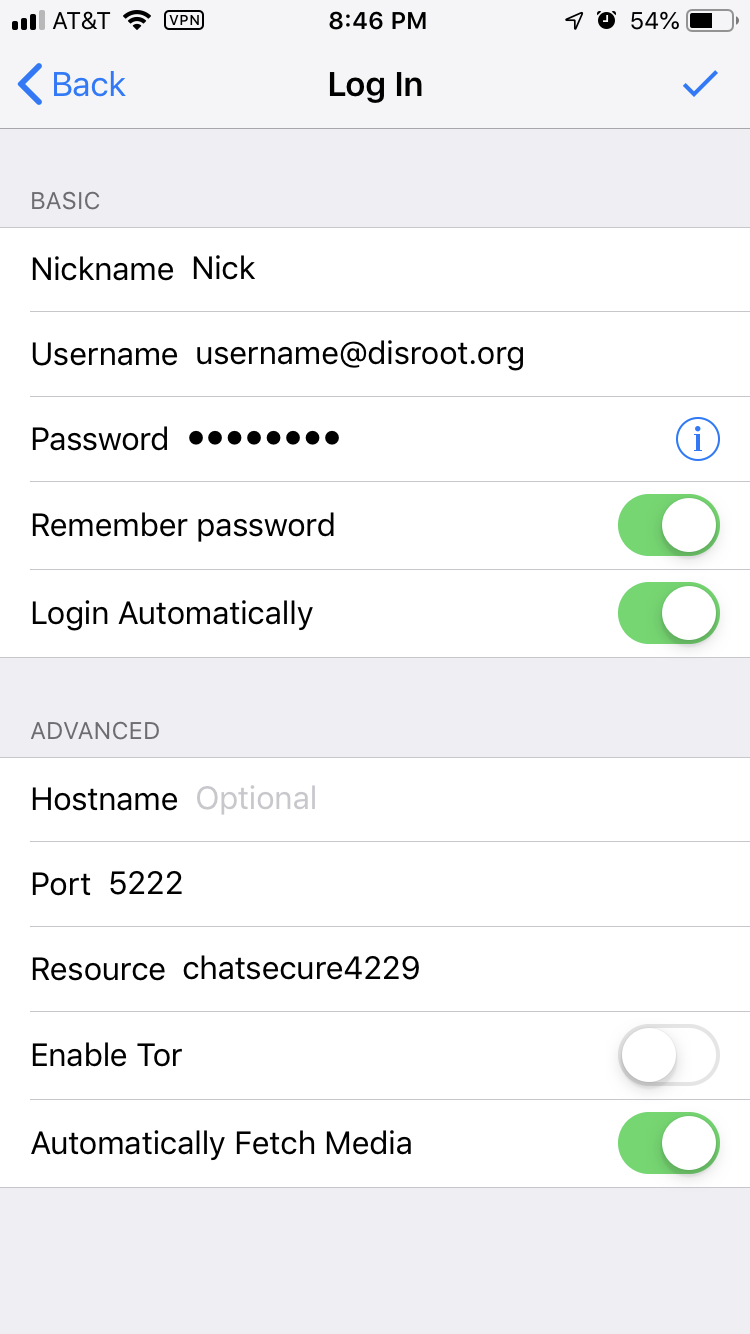 AT&T VPN 8:46 PM 54%
Back Log In
BASIC
Nickname Nick
Username username@disroot.org
Password ••••••••
Remember password
Login Automatically
ADVANCED
Hostname Optional
Port 5222
Resource chatsecure4229
Enable Tor
Automatically Fetch Media